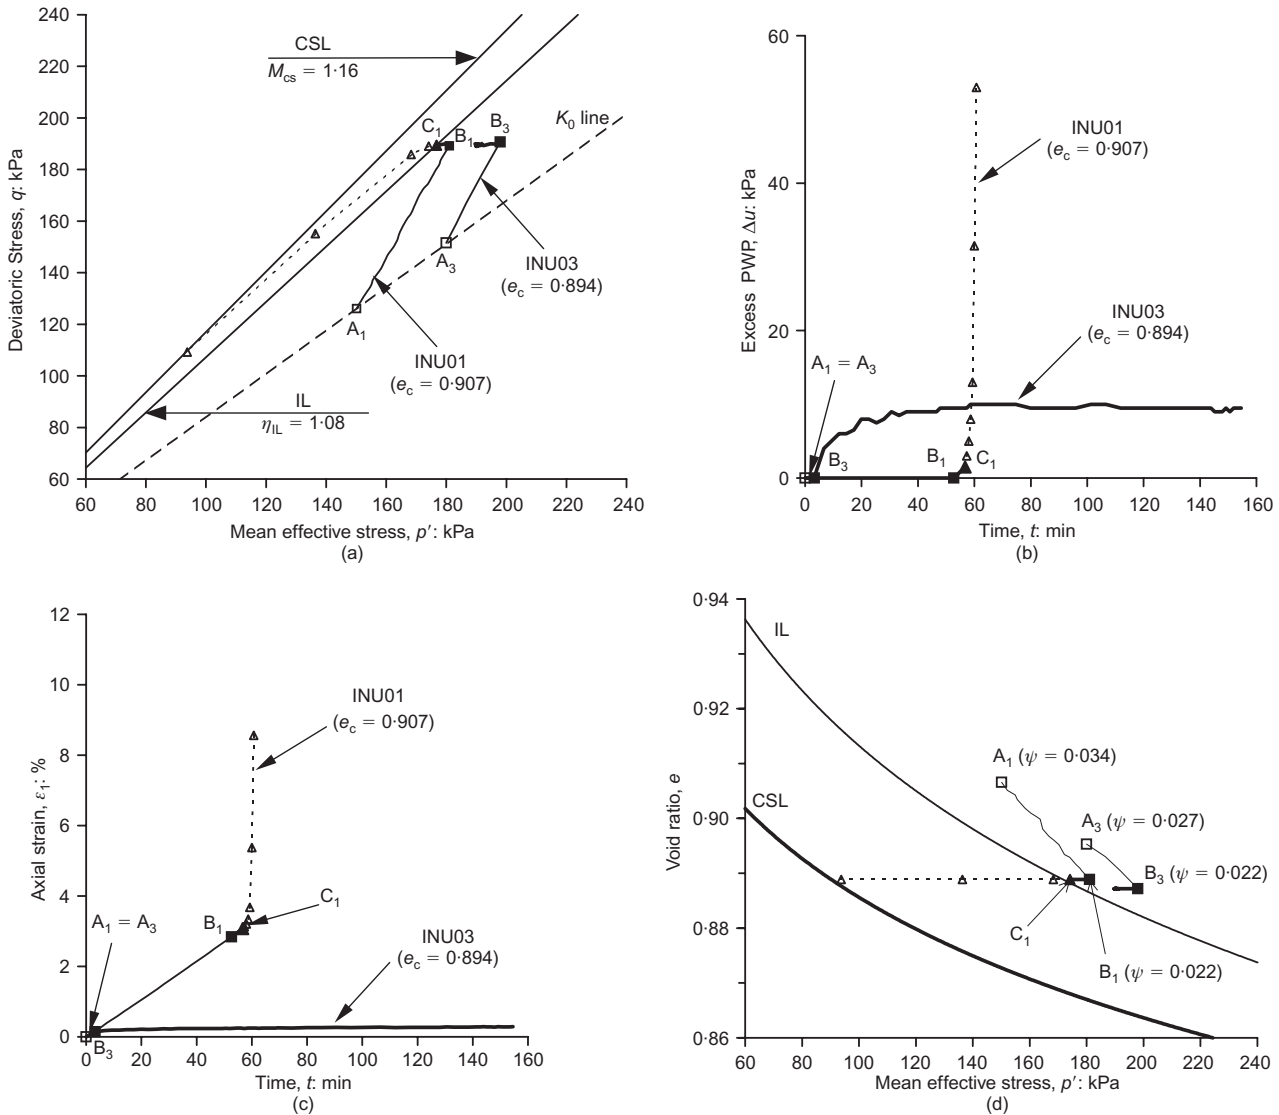 240
220
200
180
160
140
120
100
80
60
Deviatoric Stress, q: kPa
CSL
M_cs = 1·16
C_1
B_1
B_3
K_0 line
A_3
INU03
(e_c = 0·894)
A_1
INU01
(e_c = 0·907)
IL
η_IL = 1·08
60 80 100 120 140 160 180 200 220 240
Mean effective stress, p′: kPa
(a)
60
40
20
0
Excess PWP, Δu: kPa
INU01
(e_c = 0·907)
INU03
(e_c = 0·894)
A_1 = A_3
B_3
B_1
C_1
0 20 40 60 80 100 120 140 160
Time, t: min
(b)
12
10
8
6
4
2
0
Axial strain, ε_1: %
INU01
(e_c = 0·907)
C_1
B_1
A_1 = A_3
INU03
(e_c = 0·894)
B_3
0 20 40 60 80 100 120 140 160
Time, t: min
(c)
0·94
0·92
0·90
0·88
0·86
Void ratio, e
IL
A_1 (ψ = 0·034)
CSL
A_3 (ψ = 0·027)
B_3 (ψ = 0·022)
C_1
B_1 (ψ = 0·022)
60 80 100 120 140 160 180 200 220 240
Mean effective stress, p′: kPa
(d)